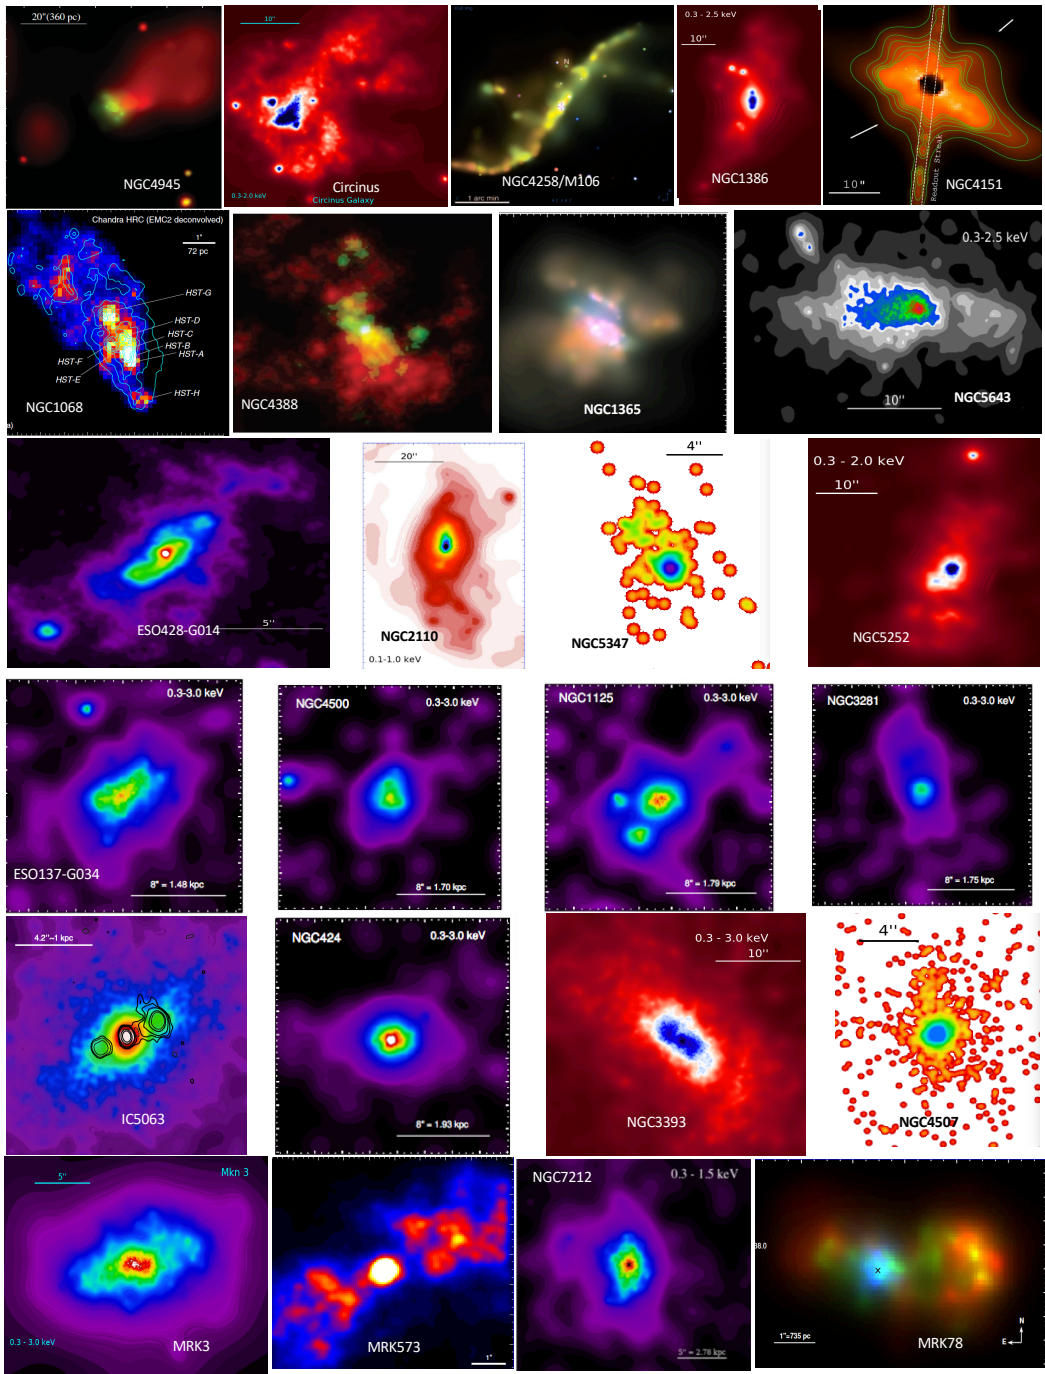 20"(360 pc)
NGC4945
10"
Circinus
0.3-2.0 keV
Circinus Galaxy
N
NGC4258/M106
1 arc min
0.3 - 2.5 keV
10''
NGC1386
Readout Streak
10"
NGC4151
Chandra HRC (EMC2 deconvolved)
1"
72 pc
HST-G
HST-D
HST-C
HST-B
HST-A
HST-F
HST-E
HST-H
NGC1068
a)
NGC4388
NGC1365
0.3-2.5 keV
10''
NGC5643
ESO428-G014
5''
20''
NGC2110
0.1-1.0 keV
4''
NGC5347
0.3 - 2.0 keV
10''
NGC5252
0.3-3.0 keV
ESO137-G034
8" = 1.48 kpc
NGC4500
0.3-3.0 keV
8" = 1.70 kpc
NGC1125
0.3-3.0 keV
8" = 1.79 kpc
NGC3281
0.3-3.0 keV
8" = 1.75 kpc
4.2"~1 kpc
IC5063
NGC424
0.3-3.0 keV
8" = 1.93 kpc
0.3 - 3.0 keV
10''
NGC3393
4''
NGC4507
5''
Mkn 3
0.3 - 3.0 keV
MRK3
MRK573
1"
NGC7212
0.3 - 1.5 keV
5" = 2.78 kpc
38.0
1"=735 pc
MRK78
N
E